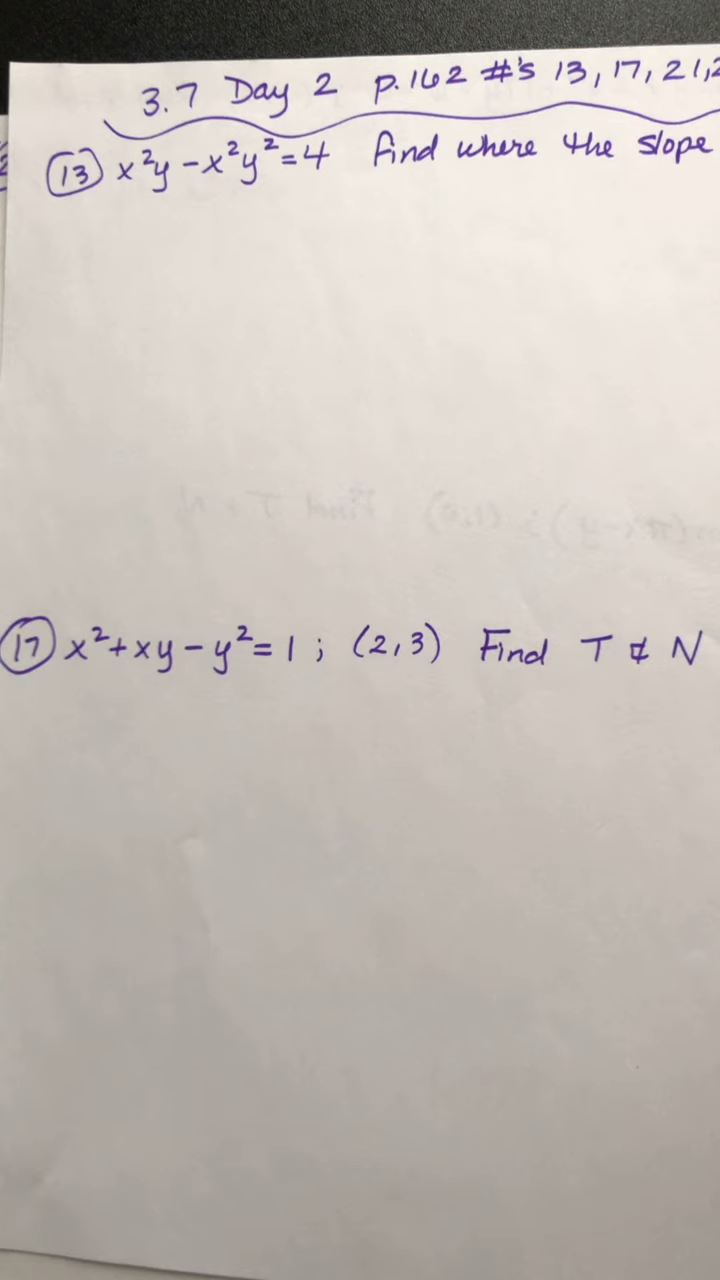 3.7 Day 2 p.162 #'s 13, 17, 21,
13 x²y - x²y² = 4 find where the slope
17 x² + xy - y² = 1 ; (2,3) Find T & N